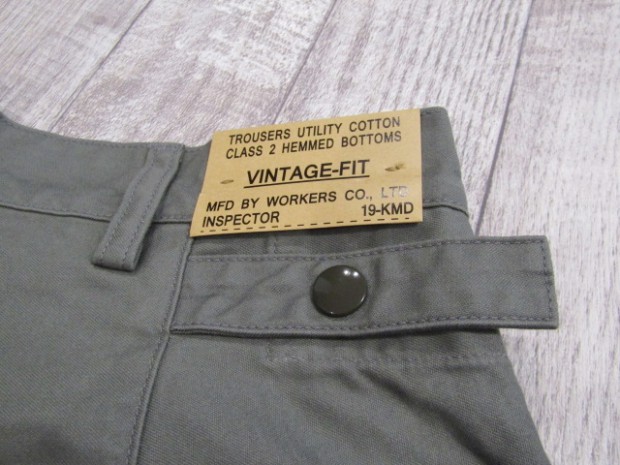 TROUSERS UTILITY COTTON
CLASS 2 HEMMED BOTTOMS
VINTAGE-FIT
MFD BY WORKERS CO., LTD
INSPECTOR 19-KMD